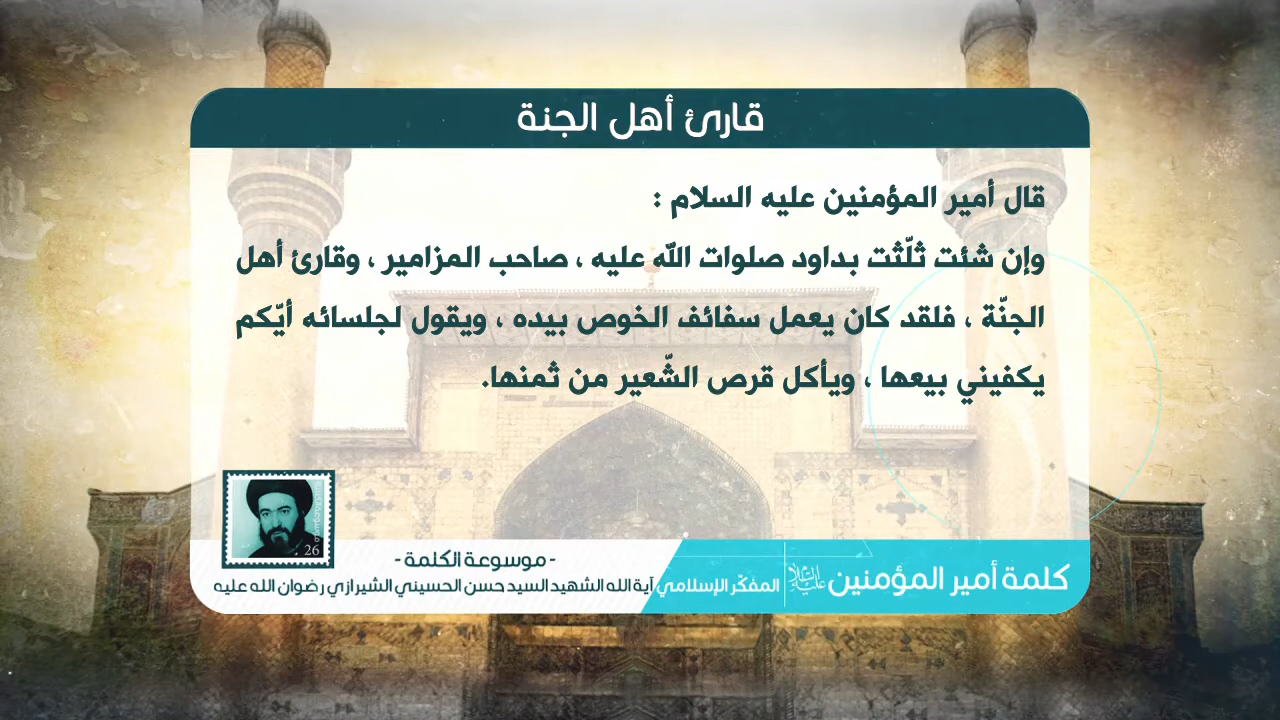 قارئ أهل الجنة
قال أمير المؤمنين عليه السلام :
وإن شئت ثلّثت بداود صلوات الله عليه ، صاحب المزامير ، وقارئ أهل
الجنّة ، فلقد كان يعمل سفائف الخوص بيده ، ويقول لجلسائه أيّكم
يكفيني بيعها ، ويأكل قرص الشّعير من ثمنها.
26
كلمة أمير المؤمنين عليه السلام
- موسوعة الكلمة -
المفكّر الإسلامي آية الله الشهيد السيد حسن الحسيني الشيرازي رضوان الله عليه